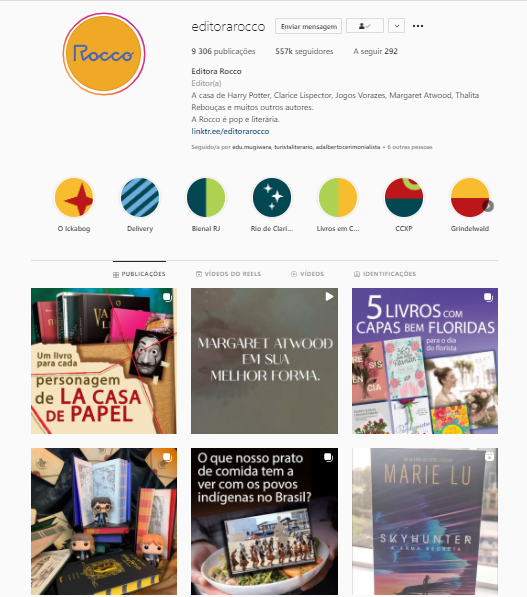 Rocco
editorarocco
Enviar mensagem
9 306 publicações 557k seguidores A seguir 292
Editora Rocco
Editor(a)
A casa de Harry Potter, Clarice Lispector, Jogos Vorazes, Margaret Atwood, Thalita
Rebouças e muitos outros autores.
A Rocco é pop e literária.
linktr.ee/editorarocco
Seguido/a por edu.mugiwara, turistaliterario, adalbertocerimonialista + 6 outras pessoas
O Ickabog Delivery Bienal RJ Rio de Clari... Livros em C... CCXP Grindelwald
PUBLICAÇÕES VÍDEOS DO REELS VÍDEOS IDENTIFICAÇÕES
Um livro
para cada
personagem
de LA CASA
DE PAPEL
MARGARET ATWOOD
EM SUA
MELHOR FORMA.
5 LIVROS COM
CAPAS BEM FLORIDAS
para o dia
do florista
RE
SIS
ÊN
CIA
O que nosso prato
de comida tem a
ver com os povos
indígenas no Brasil?
MARIE LU
SKYHUNTER
A ARMA SECRETA